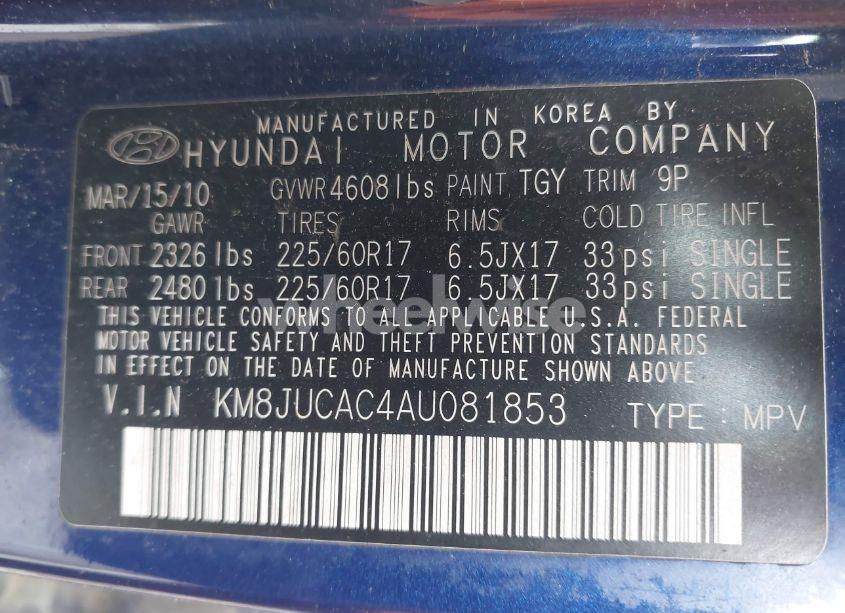 MANUFACTURED IN KOREA BY
HYUNDAI MOTOR COMPANY
MAR/15/10 GVWR 4608 lbs PAINT TGY TRIM 9P
GAWR TIRES RIMS COLD TIRE INFL
FRONT 2326 lbs 225/60R17 6.5JX17 33psi SINGLE
REAR 2480 lbs 225/60R17 6.5JX17 33psi SINGLE
THIS VEHICLE CONFORMS TO ALL APPLICABLE U.S.A. FEDERAL
MOTOR VEHICLE SAFETY AND THEFT PREVENTION STANDARDS
IN EFFECT ON THE DATE OF MANUFACTURE SHOWN ABOVE
V.I.N KM8JUCAC4AU081853 TYPE: MPV
wheelwise